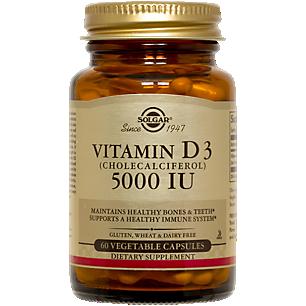 SOLGAR®
Since 1947
VITAMIN D3
(CHOLECALCIFEROL)
5000 IU
MAINTAINS HEALTHY BONES & TEETH*
SUPPORTS A HEALTHY IMMUNE SYSTEM*
GLUTEN, WHEAT & DAIRY FREE
60 VEGETABLE CAPSULES
DIETARY SUPPLEMENT